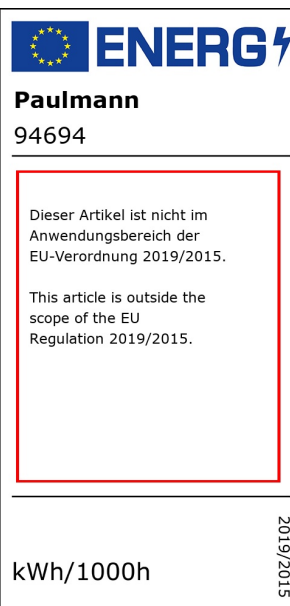 ENERG
Paulmann
94694
Dieser Artikel ist nicht im
Anwendungsbereich der
EU-Verordnung 2019/2015.
This article is outside the
scope of the EU
Regulation 2019/2015.
kWh/1000h
2019/2015